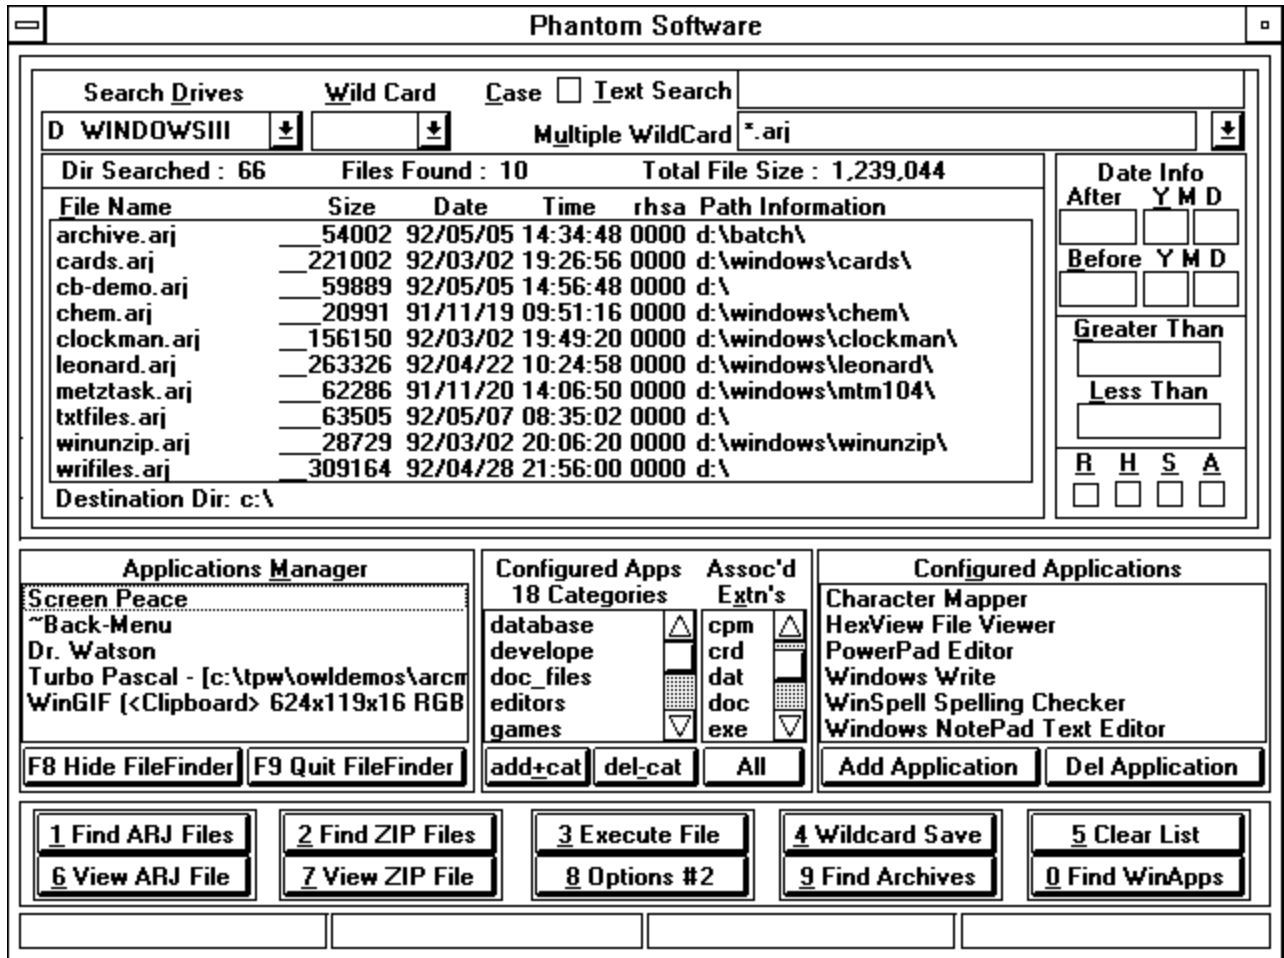 Phantom Software
Search Drives Wild Card Case Text Search
D WINDOWSIII Multiple WildCard *.arj
Dir Searched : 66 Files Found : 10 Total File Size : 1,239,044
File Name Size Date Time rhsa Path Information
archive.arj ___54002 92/05/05 14:34:48 0000 d:\batch\
cards.arj __221002 92/03/02 19:26:56 0000 d:\windows\cards\
cb-demo.arj ___59889 92/05/05 14:56:48 0000 d:\
chem.arj ___20991 91/11/19 09:51:16 0000 d:\windows\chem\
clockman.arj __156150 92/03/02 19:49:20 0000 d:\windows\clockman\
leonard.arj __263326 92/04/22 10:24:58 0000 d:\windows\leonard\
metztask.arj ___62286 91/11/20 14:06:50 0000 d:\windows\mtm104\
txtfiles.arj ___63505 92/05/07 08:35:02 0000 d:\
winunzip.arj ___28729 92/03/02 20:06:20 0000 d:\windows\winunzip\
wrifiles.arj __309164 92/04/28 21:56:00 0000 d:\
Destination Dir: c:\
Date Info
After Y M D
Before Y M D
Greater Than
Less Than
R H S A
Applications Manager
Screen Peace
~Back-Menu
Dr. Watson
Turbo Pascal - [c:\tpw\owldemos\arcm
WinGIF (<Clipboard> 624x119x16 RGB
F8 Hide FileFinder F9 Quit FileFinder
Configured Apps
18 Categories
database
develope
doc_files
editors
games
add+cat del-cat
Assoc'd
Extn's
cpm
crd
dat
doc
exe
All
Configured Applications
Character Mapper
HexView File Viewer
PowerPad Editor
Windows Write
WinSpell Spelling Checker
Windows NotePad Text Editor
Add Application Del Application
1 Find ARJ Files 2 Find ZIP Files 3 Execute File 4 Wildcard Save 5 Clear List
6 View ARJ File 7 View ZIP File 8 Options #2 9 Find Archives 0 Find WinApps